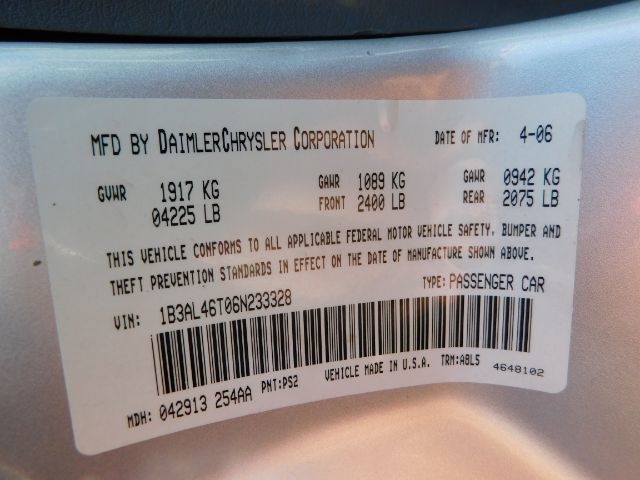 MFD BY DAIMLERCHRYSLER CORPORATION DATE OF MFR: 4-06
GVWR 1917 KG GAWR 1089 KG GAWR 0942 KG
04225 LB FRONT 2400 LB REAR 2075 LB
THIS VEHICLE CONFORMS TO ALL APPLICABLE FEDERAL MOTOR VEHICLE SAFETY, BUMPER AND
THEFT PREVENTION STANDARDS IN EFFECT ON THE DATE OF MANUFACTURE SHOWN ABOVE.
VIN: 1B3AL46T06N233328 TYPE: PASSENGER CAR
MDH: 042913 254AA PNT: PS2 VEHICLE MADE IN U.S.A. TRM: A8L5 4648102